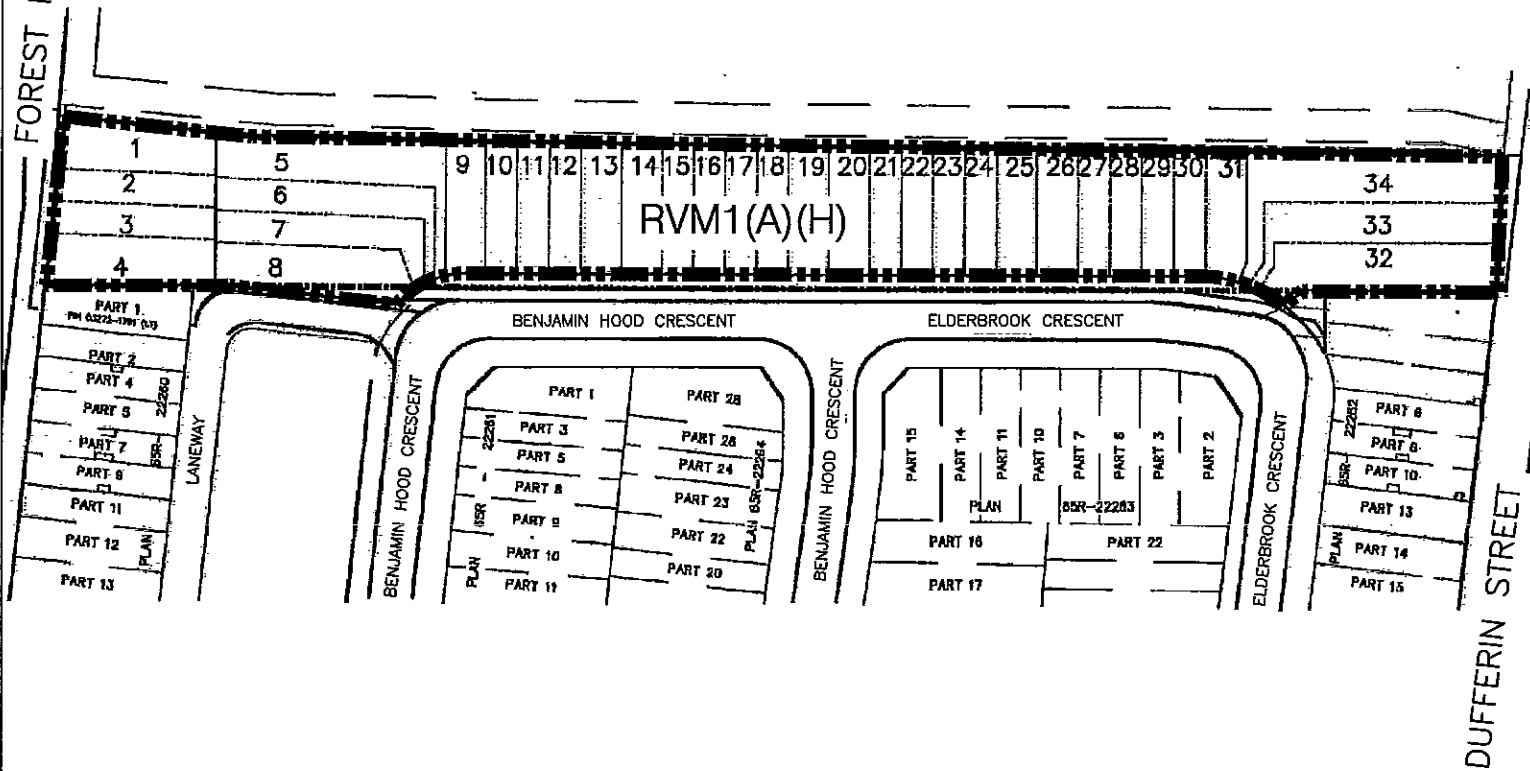 FOREST
1
2
3
4
5
6
7
8
9 10 11 12 13 14 15 16 17 18 19 20 21 22 23 24 25 26 27 28 29 30 31
34
33
32
RVM1(A)(H)
BENJAMIN HOOD CRESCENT
ELDERBROOK CRESCENT
PART 1
PART 2
PART 4
PART 5
PART 7
PART 9
PART 11
PART 12
PART 13
PLAN 65R-22260
LANEWAY
BENJAMIN HOOD CRESCENT
PART 1
PART 3
PART 5
PART 8
PART 9
PART 10
PART 11
PLAN 65R-22261
PART 28
PART 26
PART 24
PART 23
PART 22
PART 20
PLAN 65R-22264
BENJAMIN HOOD CRESCENT
PART 15
PART 14
PART 11
PART 10
PART 7
PART 6
PART 3
PART 2
PLAN 65R-22263
PART 16
PART 22
PART 17
ELDERBROOK CRESCENT
PART 6
PART 8
PART 10
PART 13
PART 14
PART 15
PLAN 65R-22262
DUFFERIN STREET